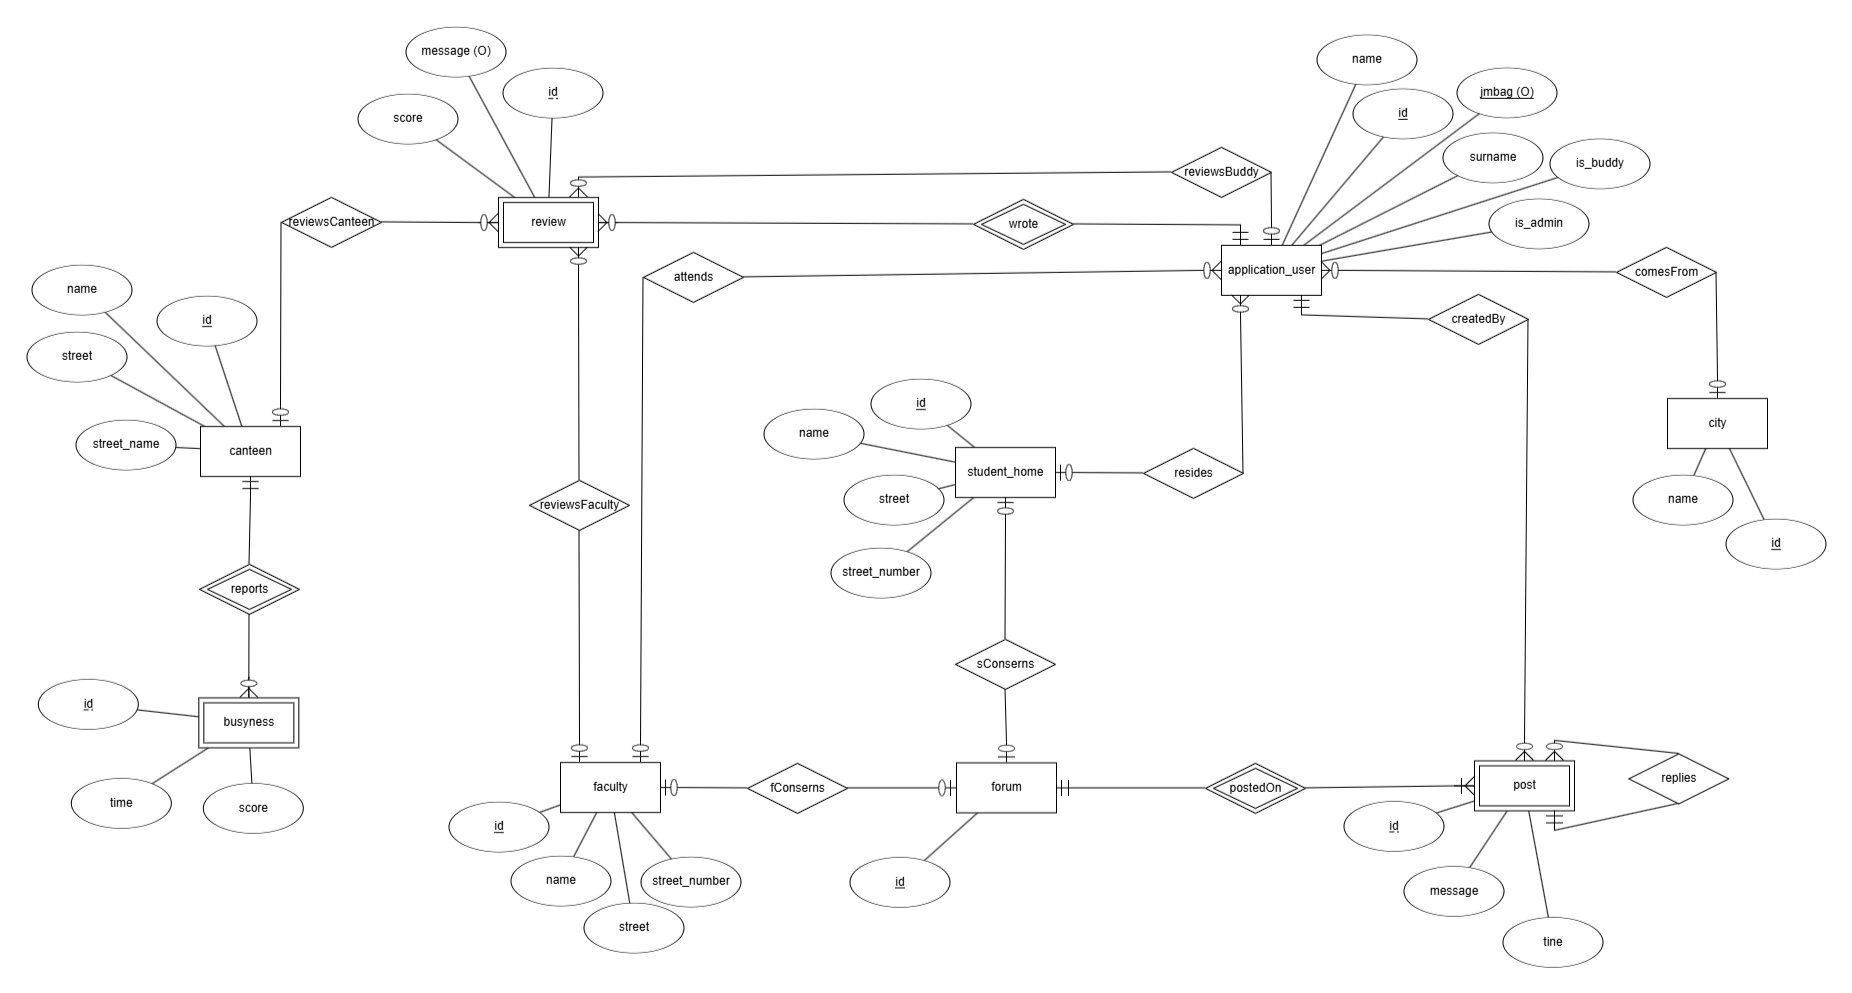 message (O)
name
id
jmbag (O)
id
score
surname
is_buddy
reviewsBuddy
reviewsCanteen
review
wrote
is_admin
application_user
attends
comesFrom
name
id
createdBy
street
id
city
name
street_name
canteen
student_home
resides
street
name
reviewsFaculty
id
street_number
reports
sConserns
id
busyness
replies
faculty
fConserns
forum
postedOn
post
time
score
id
id
name
street_number
id
message
street
tine